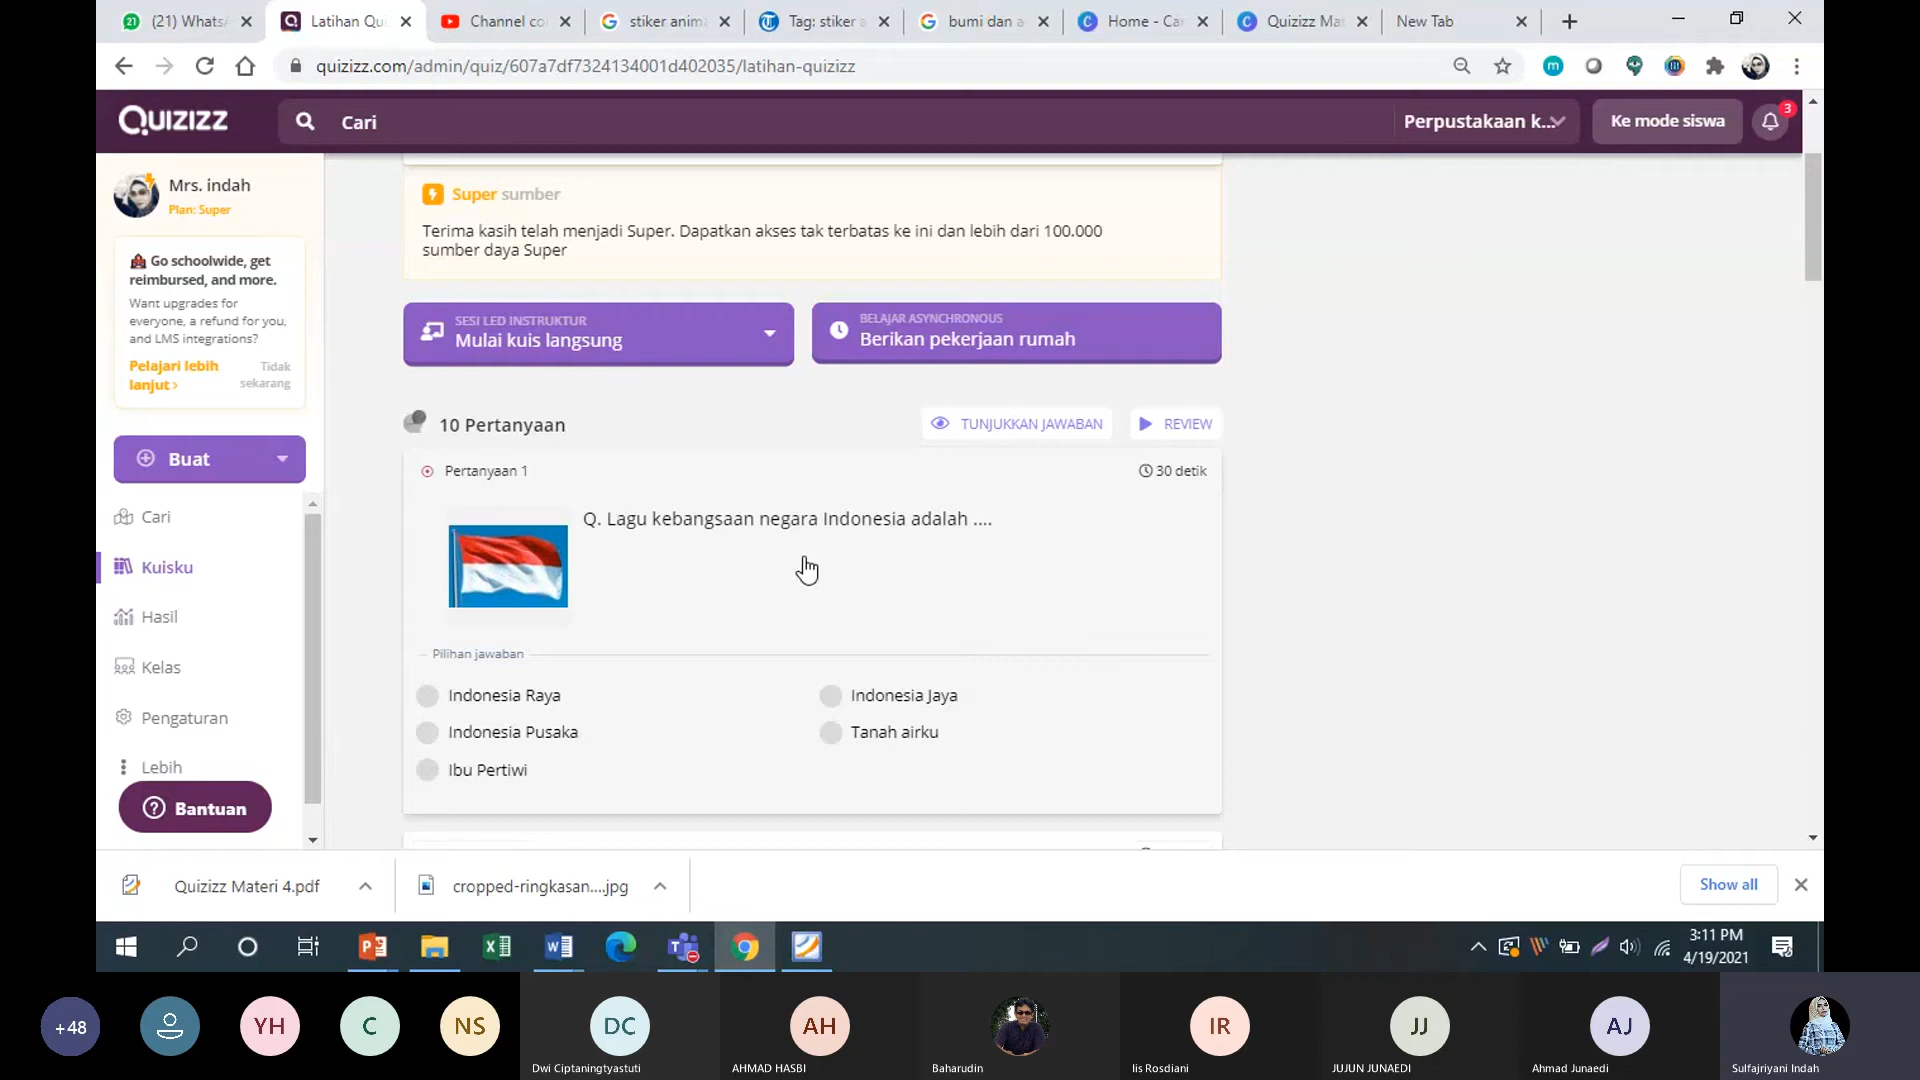 (21) Whats
Latihan Qui
Channel co
stiker anim
Tag: stiker a
bumi dan a
Home - Ca
Quizizz Mat
New Tab
quizizz.com/admin/quiz/607a7df7324134001d402035/latihan-quizizz
QUIZIZZ
Cari
Perpustakaan k...
Ke mode siswa
3
Mrs. indah
Plan: Super
Go schoolwide, get
reimbursed, and more.
Want upgrades for
everyone, a refund for you,
and LMS integrations?
Pelajari lebih
lanjut ›
Tidak
sekarang
Buat
Cari
Kuisku
Hasil
Kelas
Pengaturan
Lebih
Bantuan
Super sumber
Terima kasih telah menjadi Super. Dapatkan akses tak terbatas ke ini dan lebih dari 100.000
sumber daya Super
SESI LED INSTRUKTUR
Mulai kuis langsung
BELAJAR ASYNCHRONOUS
Berikan pekerjaan rumah
10 Pertanyaan
TUNJUKKAN JAWABAN
REVIEW
Pertanyaan 1
30 detik
Q. Lagu kebangsaan negara Indonesia adalah ....
Pilihan jawaban
Indonesia Raya
Indonesia Jaya
Indonesia Pusaka
Tanah airku
Ibu Pertiwi
Quizizz Materi 4.pdf
cropped-ringkasan....jpg
Show all
3:11 PM
4/19/2021
+48
YH
C
NS
DC
Dwi Ciptaningtyastuti
AH
AHMAD HASBI
Baharudin
IR
Iis Rosdiani
JJ
JUJUN JUNAEDI
AJ
Ahmad Junaedi
Sulfajriyani Indah